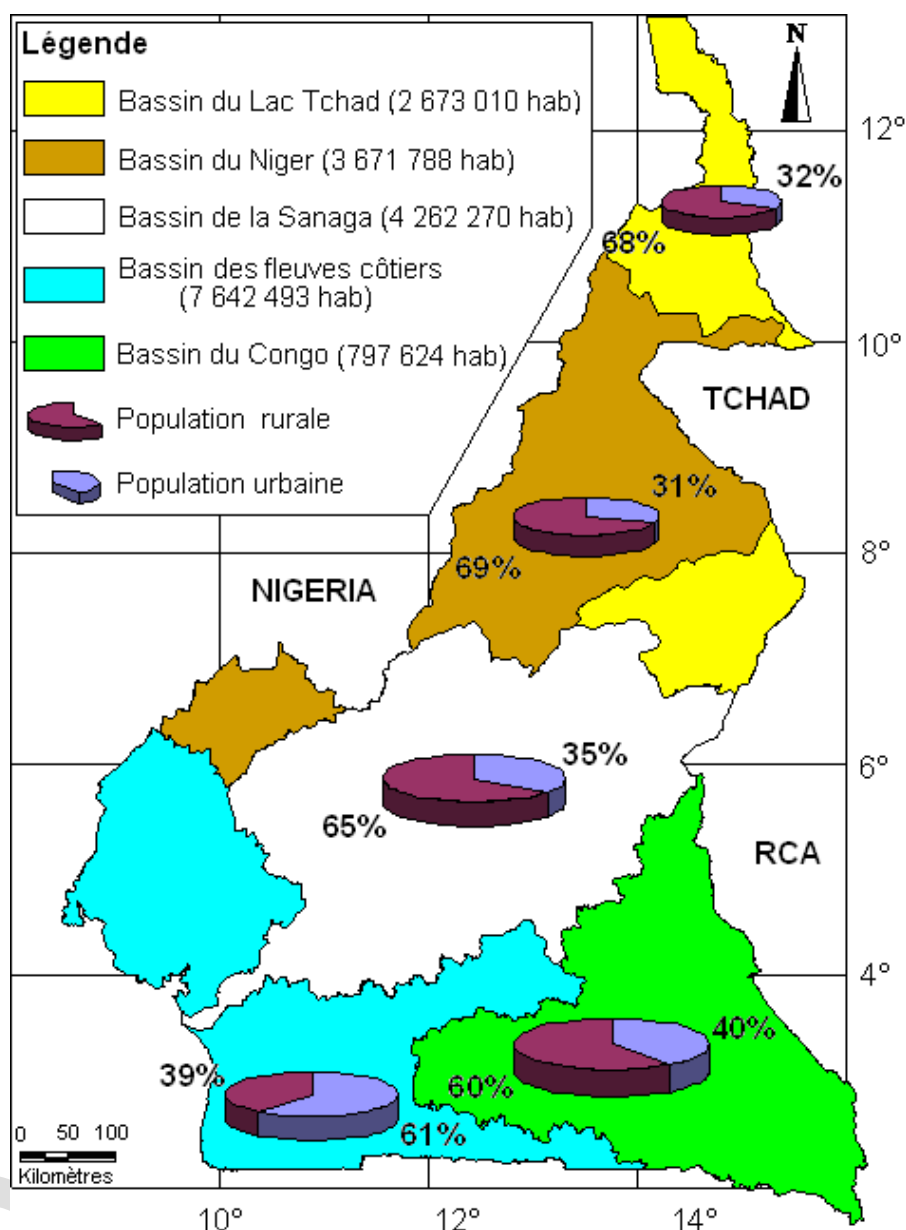 Légende
Bassin du Lac Tchad (2 673 010 hab)
Bassin du Niger (3 671 788 hab)
Bassin de la Sanaga (4 262 270 hab)
Bassin des fleuves côtiers
(7 642 493 hab)
Bassin du Congo (797 624 hab)
Population rurale
Population urbaine
N
12°
32%
68%
10°
TCHAD
31%
69%
8°
NIGERIA
6°
35%
65%
RCA
4°
40%
60%
39%
61%
0 50 100
Kilomètres
10° 12° 14°